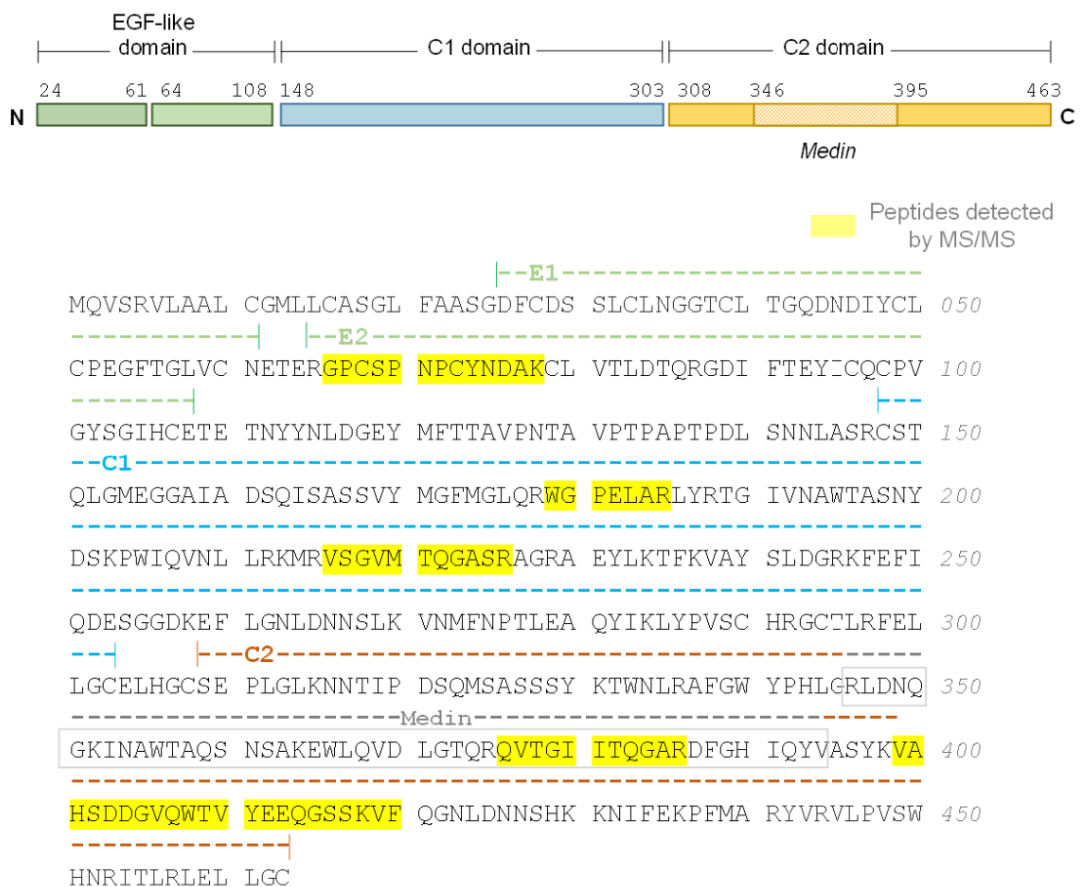 EGF-like
domain C1 domain C2 domain
24 61 64 108 148 303 308 346 395 463
N C
Medin
Peptides detected
by MS/MS
E1
MQVSRVLAAL CGMLLCASGL FAASGDFCDS SLCLNGGTCL TGQDNDIYCL 050
E2
CPEGFTGLVC NETERGPCSP NPCYNDAKCL VTLDTQRGDI FTEYICQCPV 100
GYSGIHCETE TNYYNLDGEY MFTTAVPNTA VPTPAPTPDL SNNLASRCST 150
C1
QLGMEGGAIA DSQISASSVY MGFMGLQRWG PELARLYRTG IVNAWTASNY 200
DSKPWIQVNL LRKMRVSGVM TQGASRAGRA EYLKTFKVAY SLDGRKFEFI 250
QDESGGDKEF LGNLDNNSLK VNMFNPTLEA QYIKLYPVSC HRGCTLRFEL 300
C2
LGCELHGCSE PLGLKNNTIP DSQMSASSSY KTWNLRAFGW YPHLGRLDNQ 350
Medin
GKINAWTAQS NSAKEWLQVD LGTQRQVTGI ITQGARDFGH IQYVASYKVA 400
HSDDGVQWTV YEEQGSSKVF QGNLDNNSHK KNIFEKPFMA RYVRVLPVSW 450
HNRITLRLEL LGC